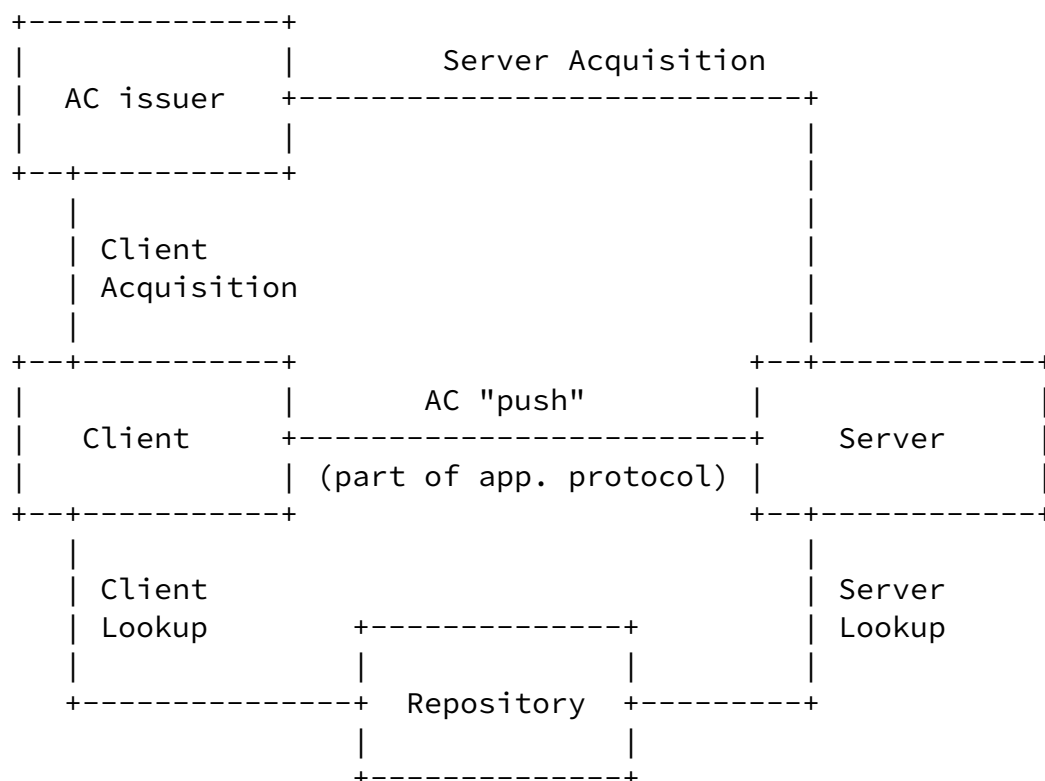 Server Acquisition
AC issuer
Client
Acquisition
AC "push"
Client
Server
(part of app. protocol)
Client
Server
Lookup
Lookup
Repository